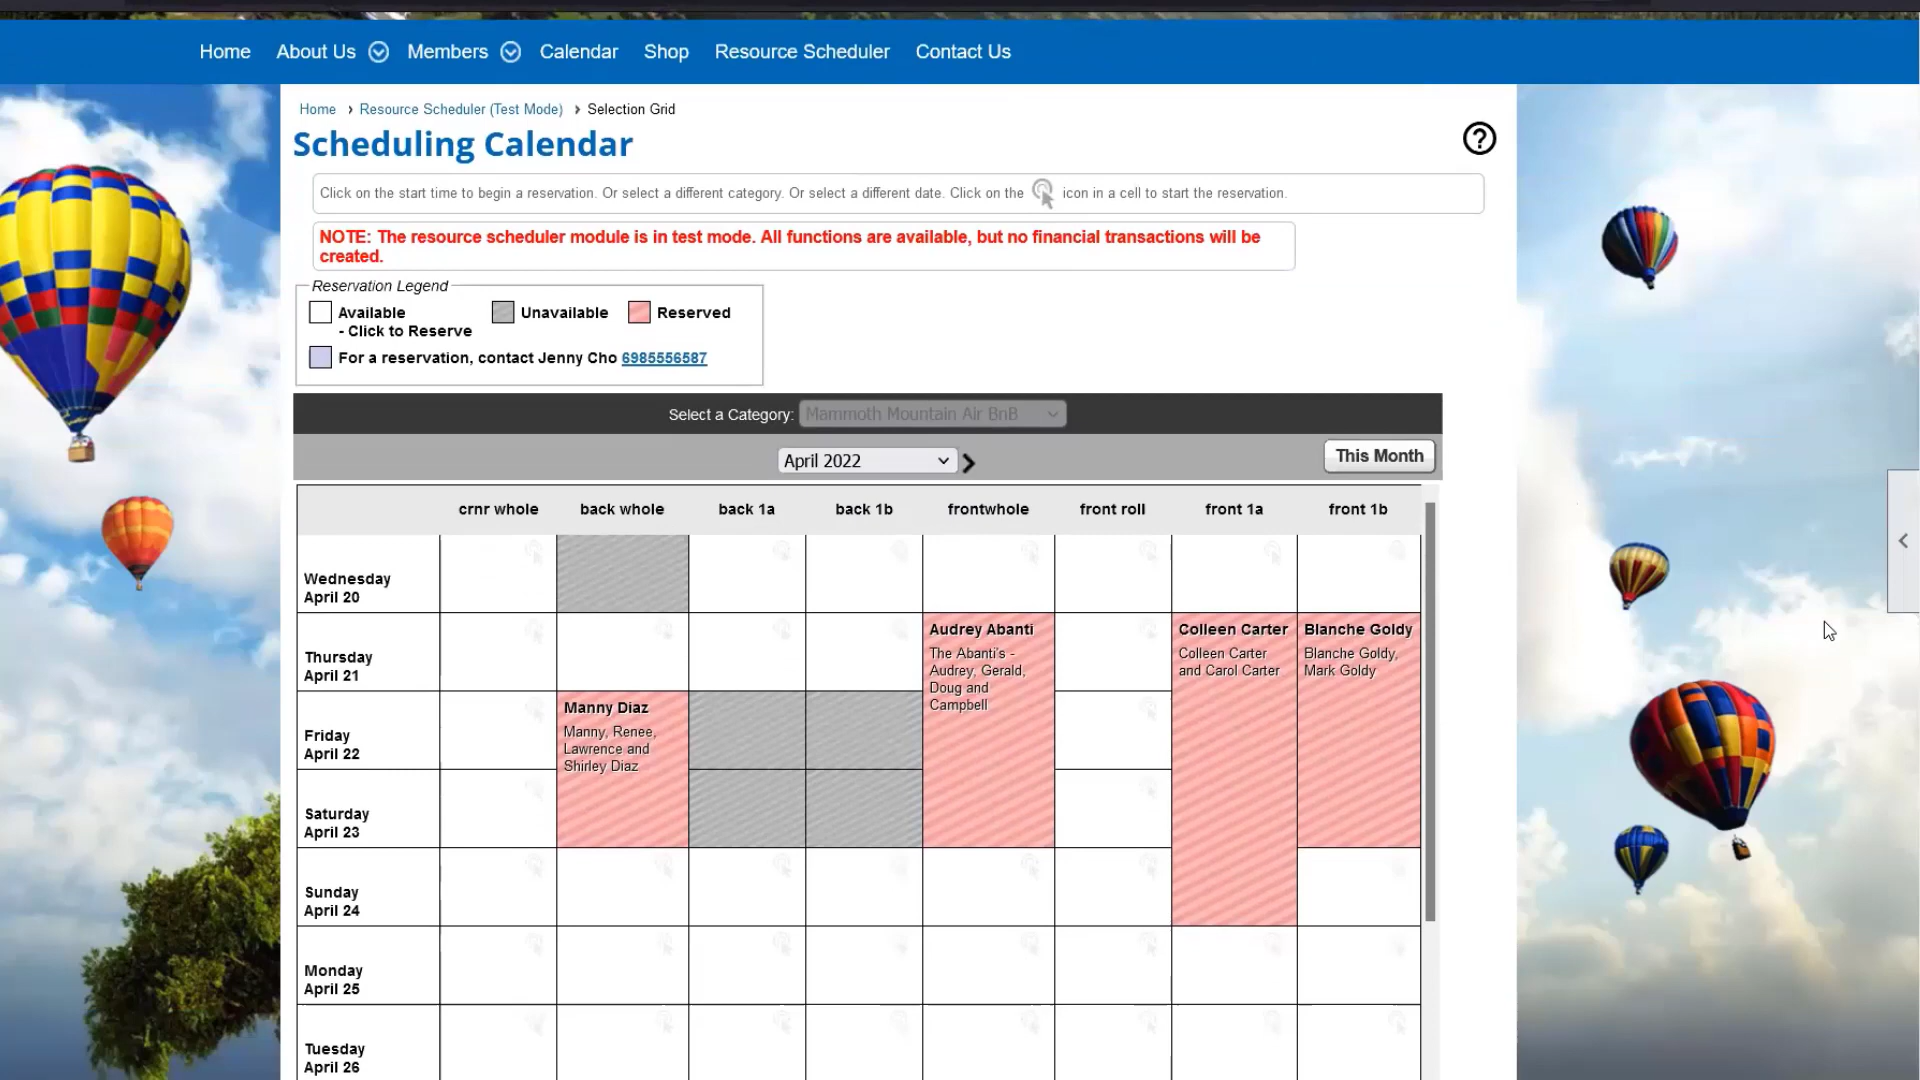 Home About Us Members Calendar Shop Resource Scheduler Contact Us
Home › Resource Scheduler (Test Mode) › Selection Grid
Scheduling Calendar
Click on the start time to begin a reservation. Or select a different category. Or select a different date. Click on the icon in a cell to start the reservation.
NOTE: The resource scheduler module is in test mode. All functions are available, but no financial transactions will be
created.
Reservation Legend
Available Unavailable Reserved
- Click to Reserve
For a reservation, contact Jenny Cho 6985556587
Select a Category: Mammoth Mountain Air BnB
April 2022 This Month
crnr whole back whole back 1a back 1b frontwhole front roll front 1a front 1b
Wednesday
April 20
Thursday
April 21
Audrey Abanti
The Abanti's -
Audrey, Gerald,
Doug and
Campbell
Colleen Carter
Colleen Carter
and Carol Carter
Blanche Goldy
Blanche Goldy,
Mark Goldy
Friday
April 22
Manny Diaz
Manny, Renee,
Lawrence and
Shirley Diaz
Saturday
April 23
Sunday
April 24
Monday
April 25
Tuesday
April 26